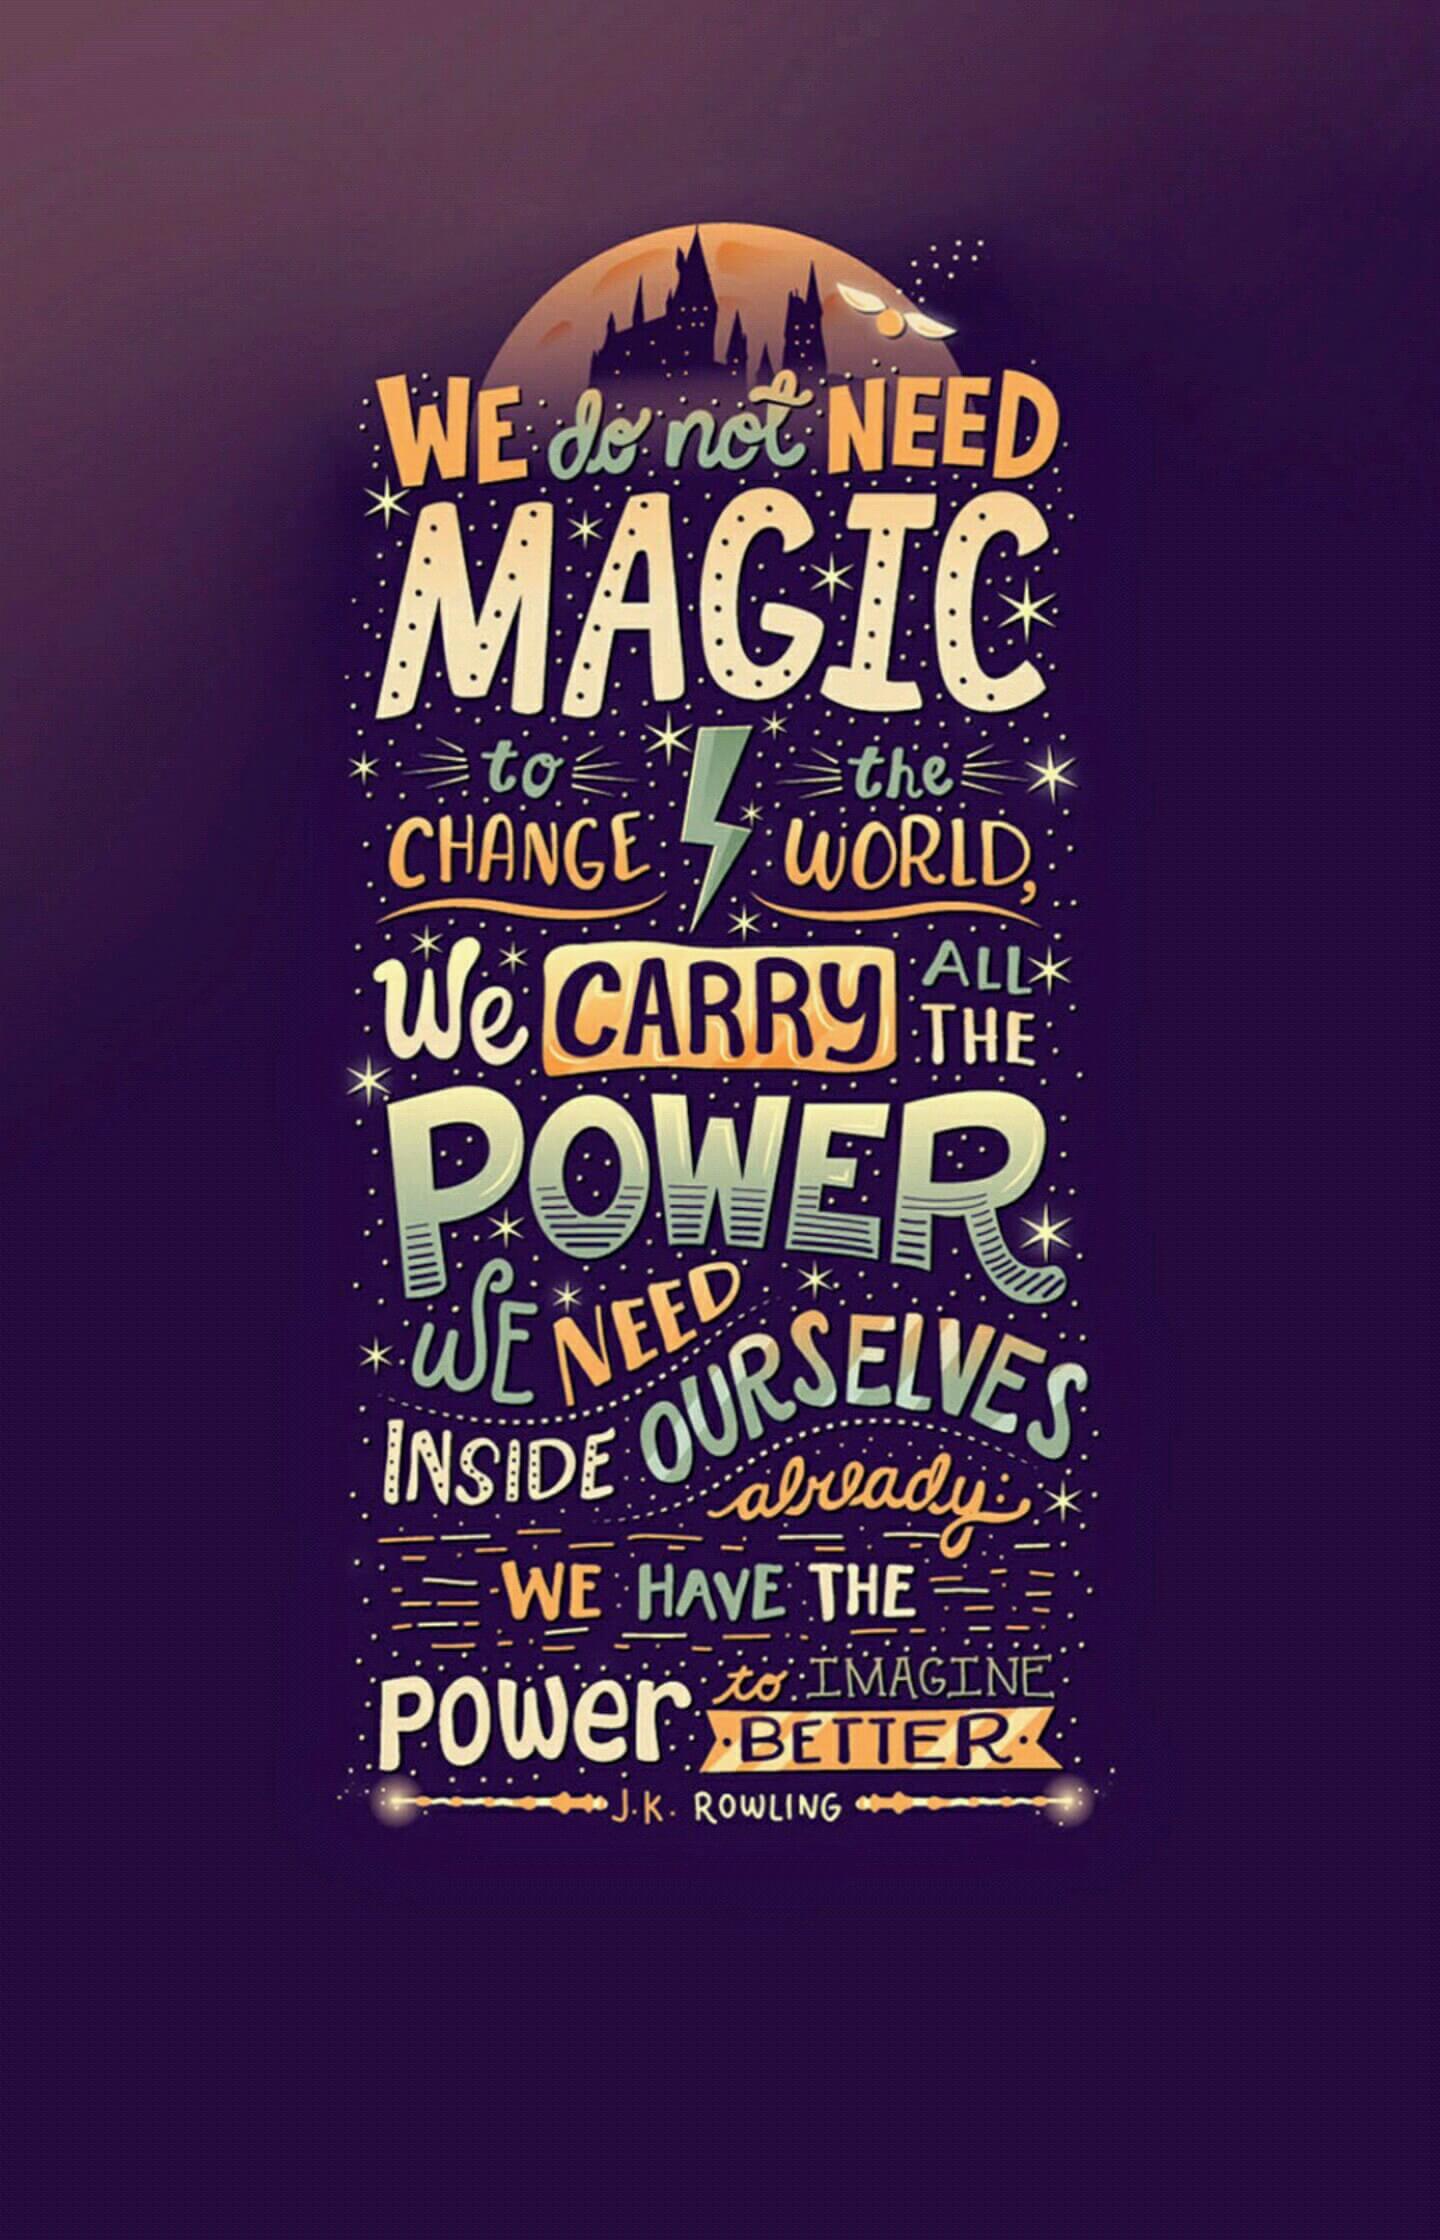 WE do not NEED
MAGIC
to the
CHANGE WORLD,
We CARRY ALL THE
POWER
WE NEED
INSIDE OURSELVES
already
WE HAVE THE
POWer to IMAGINE
BETTER
J.K. ROWLING